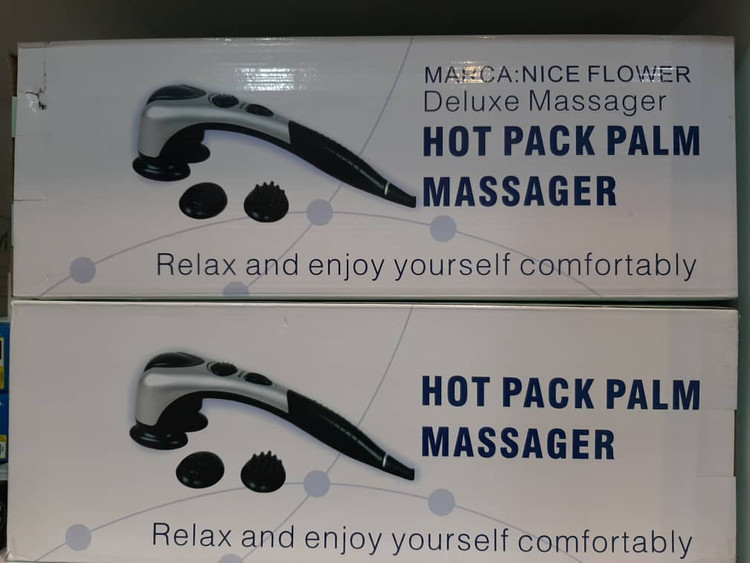 MARCA:NICE FLOWER
Deluxe Massager
HOT PACK PALM
MASSAGER
Relax and enjoy yourself comfortably
HOT PACK PALM
MASSAGER
Relax and enjoy yourself comfortably